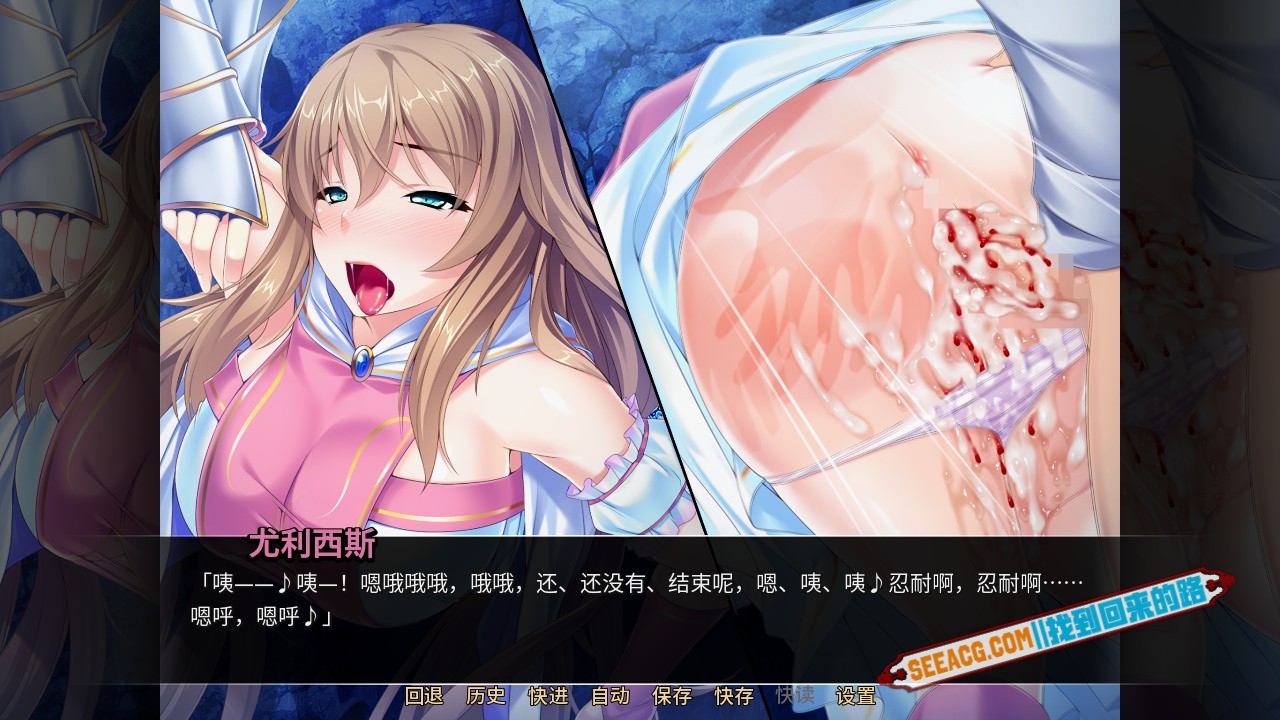 尤利西斯
「咦——♪咦—！嗯哦哦哦，哦哦，还、还没有、结束呢，嗯、咦、咦♪忍耐啊，忍耐啊……
嗯呼，嗯呼♪」
SEEACG.COM||找到回来的路
回退 历史 快进 自动 保存 快存 快读 设置